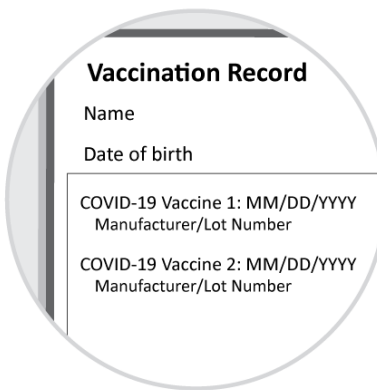 Vaccination Record
Name
Date of birth
COVID-19 Vaccine 1: MM/DD/YYYY
Manufacturer/Lot Number
COVID-19 Vaccine 2: MM/DD/YYYY
Manufacturer/Lot Number